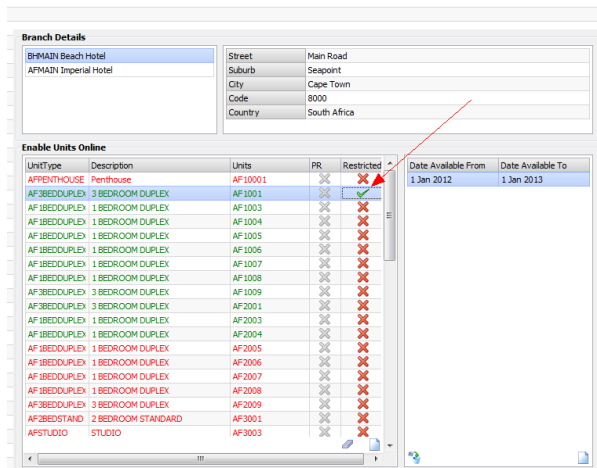 Branch Details
BHMAIN Beach Hotel
AFMAIN Imperial Hotel
Street Main Road
Suburb Seapoint
City Cape Town
Code 8000
Country South Africa
Enable Units Online
UnitType Description Units PR Restricted
AFPENTHOUSE Penthouse AF10001
AF3BEDDUPLEX 3 BEDROOM DUPLEX AF1001
AF1BEDDUPLEX 1 BEDROOM DUPLEX AF1003
AF1BEDDUPLEX 1 BEDROOM DUPLEX AF1004
AF1BEDDUPLEX 1 BEDROOM DUPLEX AF1005
AF1BEDDUPLEX 1 BEDROOM DUPLEX AF1006
AF1BEDDUPLEX 1 BEDROOM DUPLEX AF1007
AF1BEDDUPLEX 1 BEDROOM DUPLEX AF1008
AF3BEDDUPLEX 3 BEDROOM DUPLEX AF1009
AF3BEDDUPLEX 3 BEDROOM DUPLEX AF2001
AF1BEDDUPLEX 1 BEDROOM DUPLEX AF2003
AF1BEDDUPLEX 1 BEDROOM DUPLEX AF2004
AF1BEDDUPLEX 1 BEDROOM DUPLEX AF2005
AF1BEDDUPLEX 1 BEDROOM DUPLEX AF2006
AF1BEDDUPLEX 1 BEDROOM DUPLEX AF2007
AF1BEDDUPLEX 1 BEDROOM DUPLEX AF2008
AF3BEDDUPLEX 3 BEDROOM DUPLEX AF2009
AF2BEDSTAND 2 BEDROOM STANDARD AF3001
AFSTUDIO STUDIO AF3003
Date Available From Date Available To
1 Jan 2012 1 Jan 2013